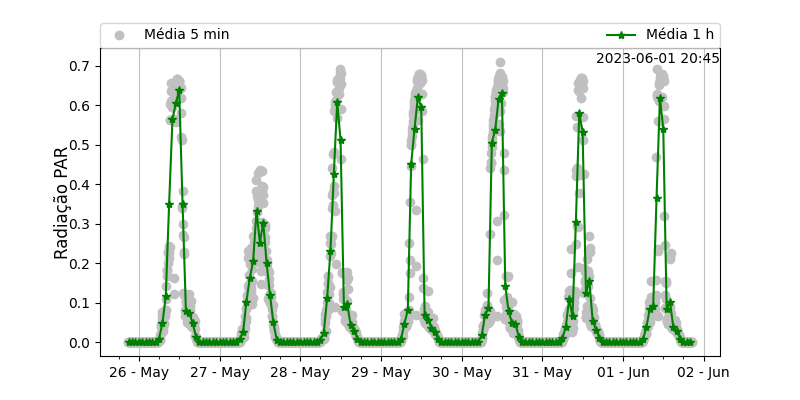 Média 5 min
Média 1 h
2023-06-01 20:45
Radiação PAR
0.7
0.6
0.5
0.4
0.3
0.2
0.1
0.0
26 - May
27 - May
28 - May
29 - May
30 - May
31 - May
01 - Jun
02 - Jun